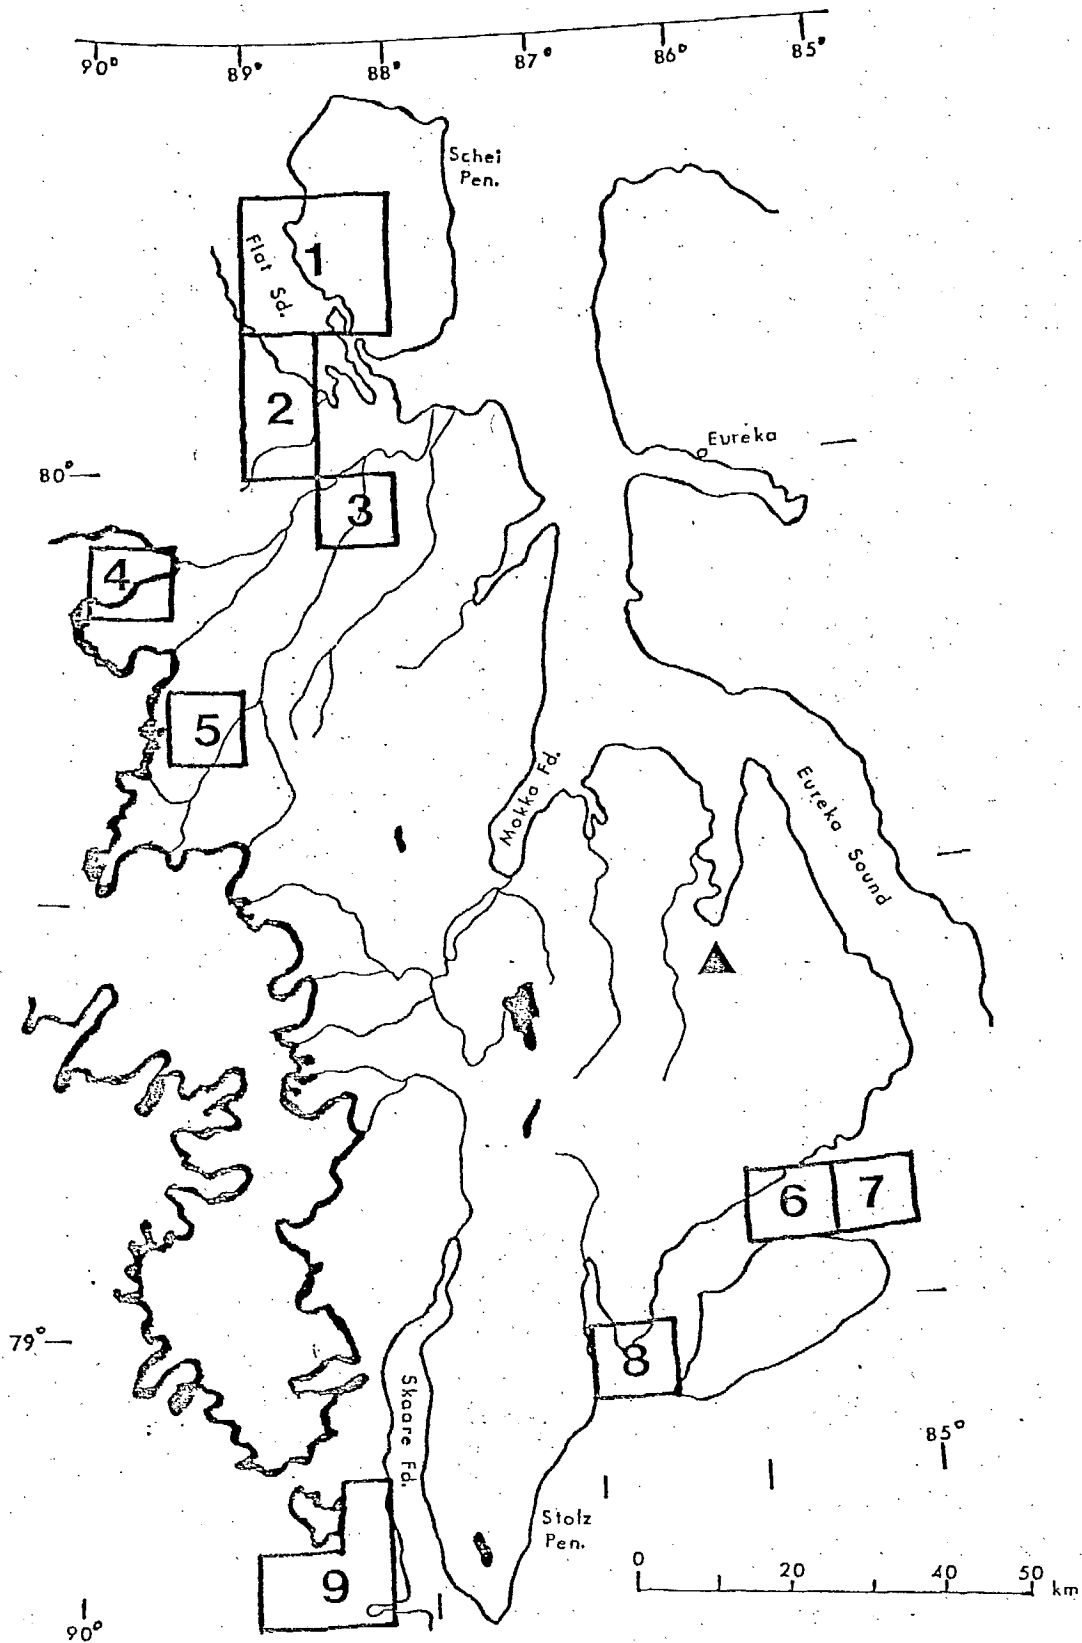 90°
89°
88°
87°
86°
85°
Schei
Pen.
Flat Sd.
1
2
Eureka
80°
3
4
5
Mokka Fd.
Eureka Sound
6
7
79°
8
Skaare Fd.
85°
Stolz
Pen.
9
0
20
40
50
km
90°